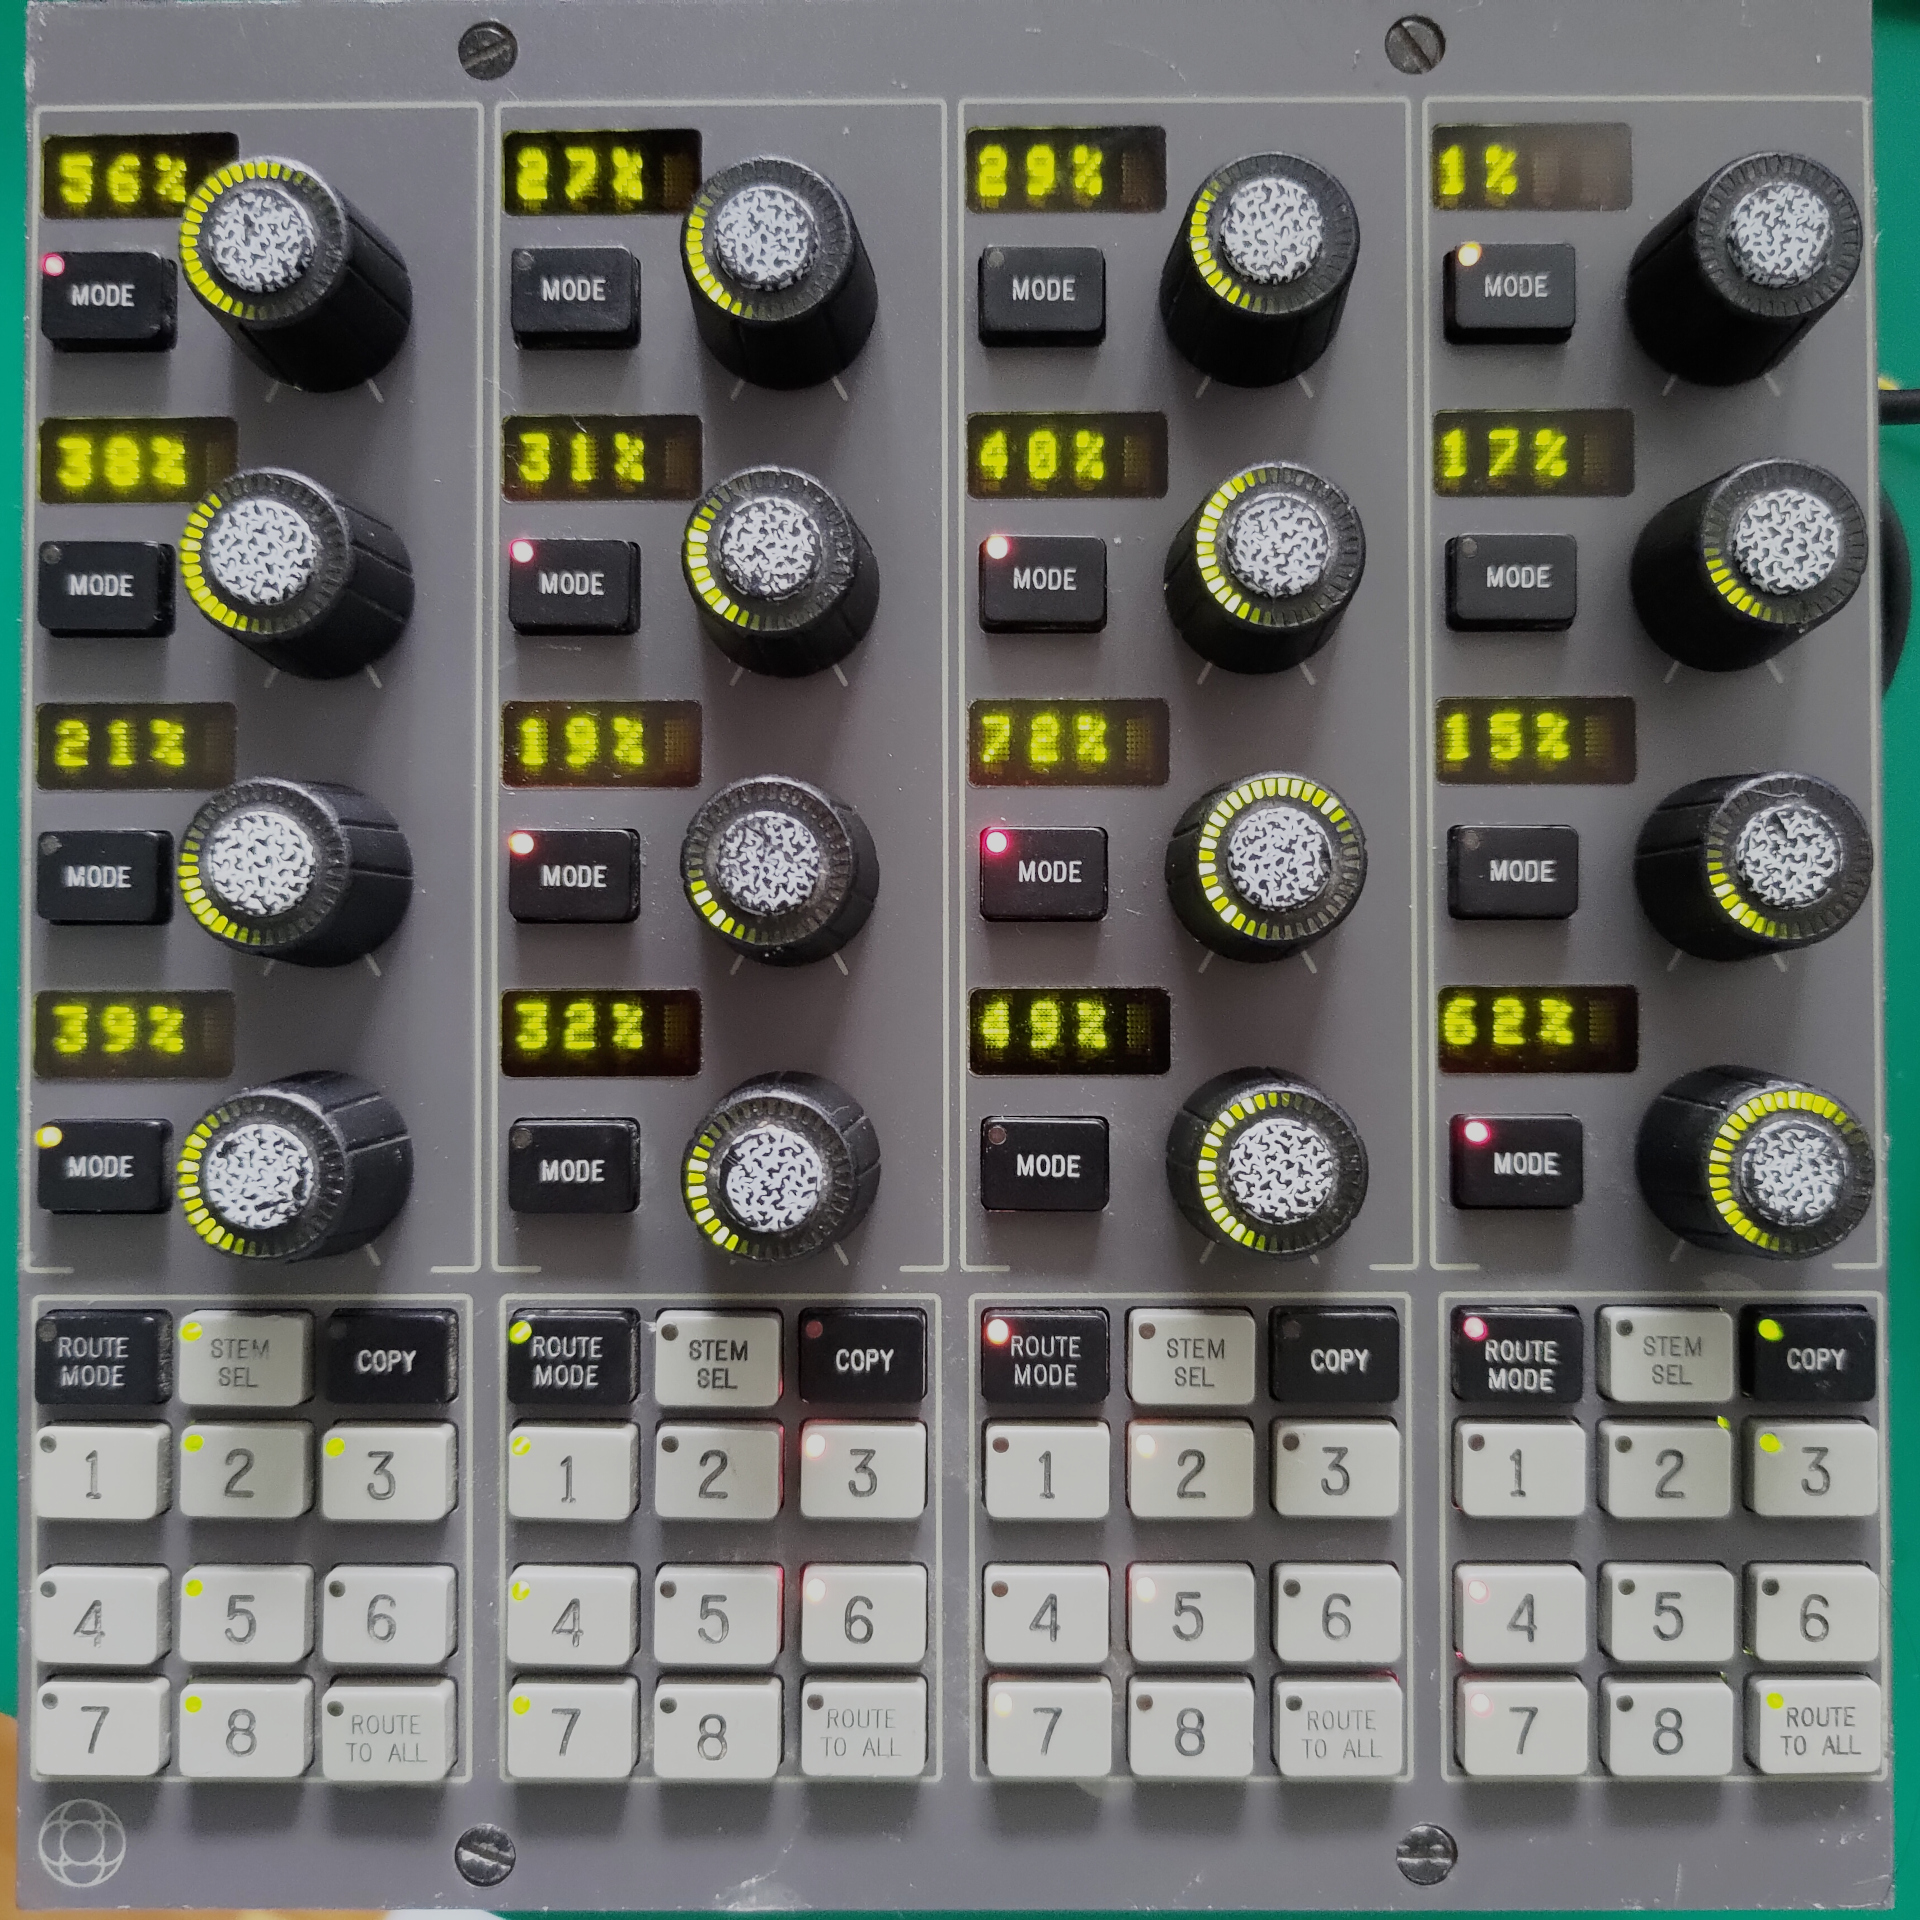 56%
27%
29%
1%
MODE
MODE
MODE
MODE
38%
31%
40%
17%
MODE
MODE
MODE
MODE
21%
19%
72%
15%
MODE
MODE
MODE
MODE
39%
32%
49%
62%
MODE
MODE
MODE
MODE
ROUTE
MODE
STEM
SEL
COPY
ROUTE
MODE
STEM
SEL
COPY
ROUTE
MODE
STEM
SEL
COPY
ROUTE
MODE
STEM
SEL
COPY
1
2
3
1
2
3
1
2
3
1
2
3
4
5
6
4
5
6
4
5
6
4
5
6
7
8
ROUTE
TO ALL
7
8
ROUTE
TO ALL
7
8
ROUTE
TO ALL
7
8
ROUTE
TO ALL